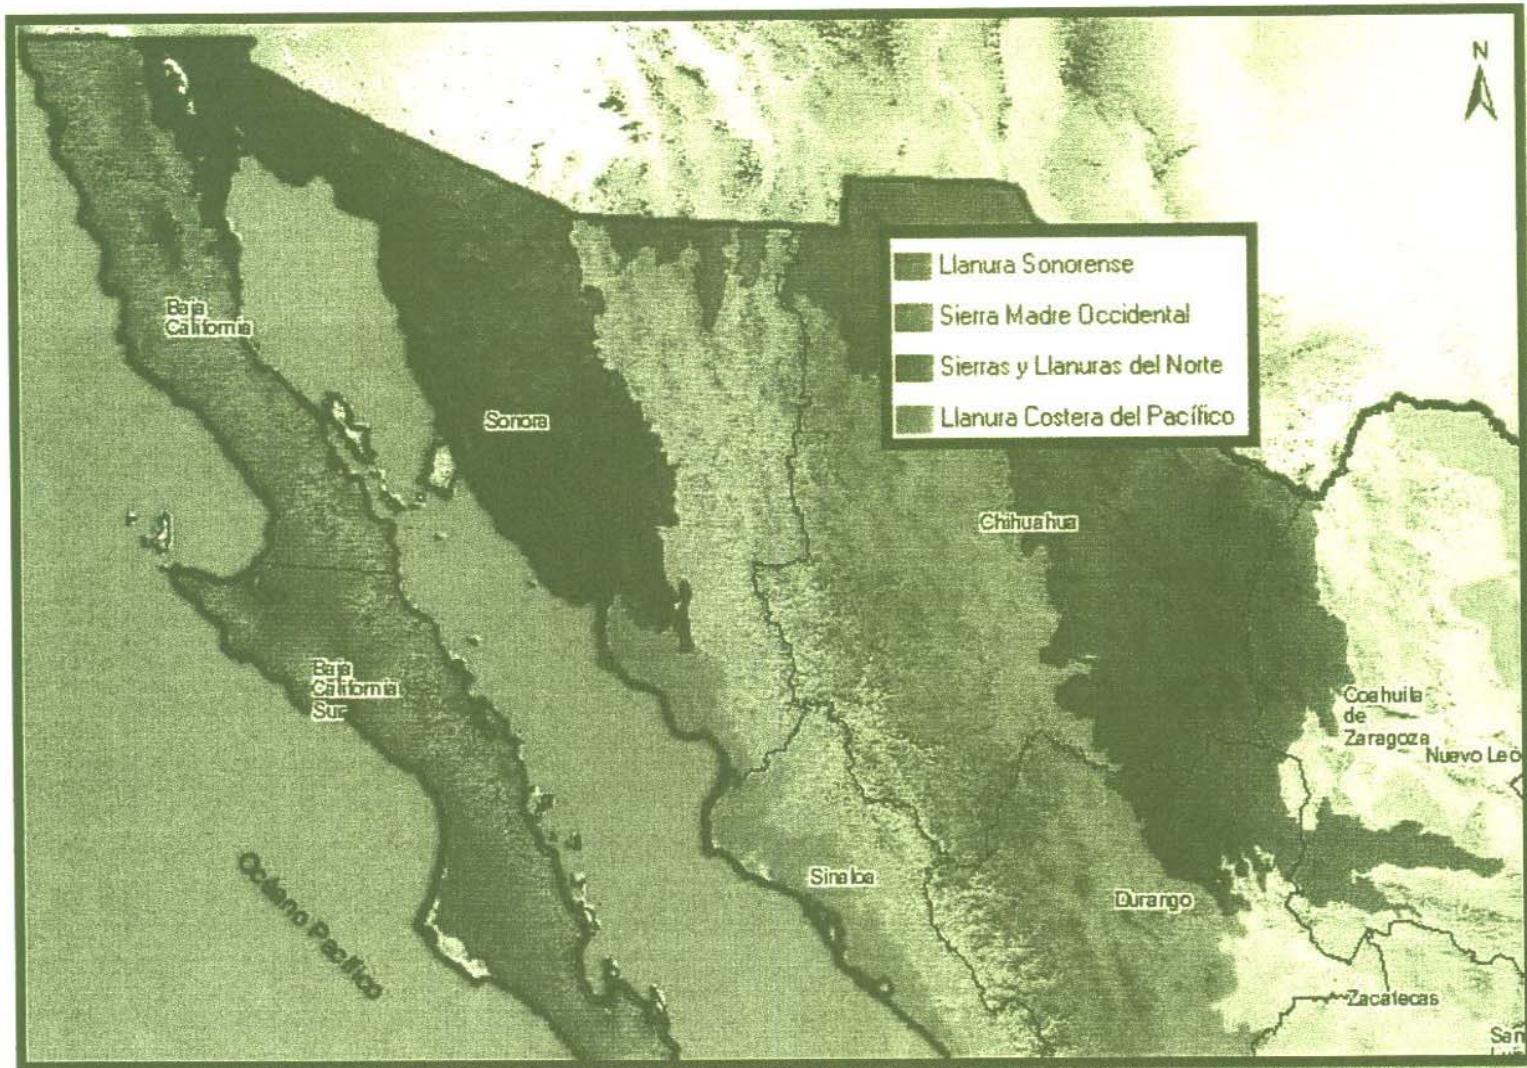 N
Llanura Sonorense
Sierra Madre Occidental
Sierras y Llanuras del Norte
Llanura Costera del Pacífico
Baja
California
Sonora
Chihuahua
Baja
California
Sur
Coahuila
de
Zaragoza
Nuevo Leó
Sinaloa
Durango
Océano Pacífico
Zacatecas
San